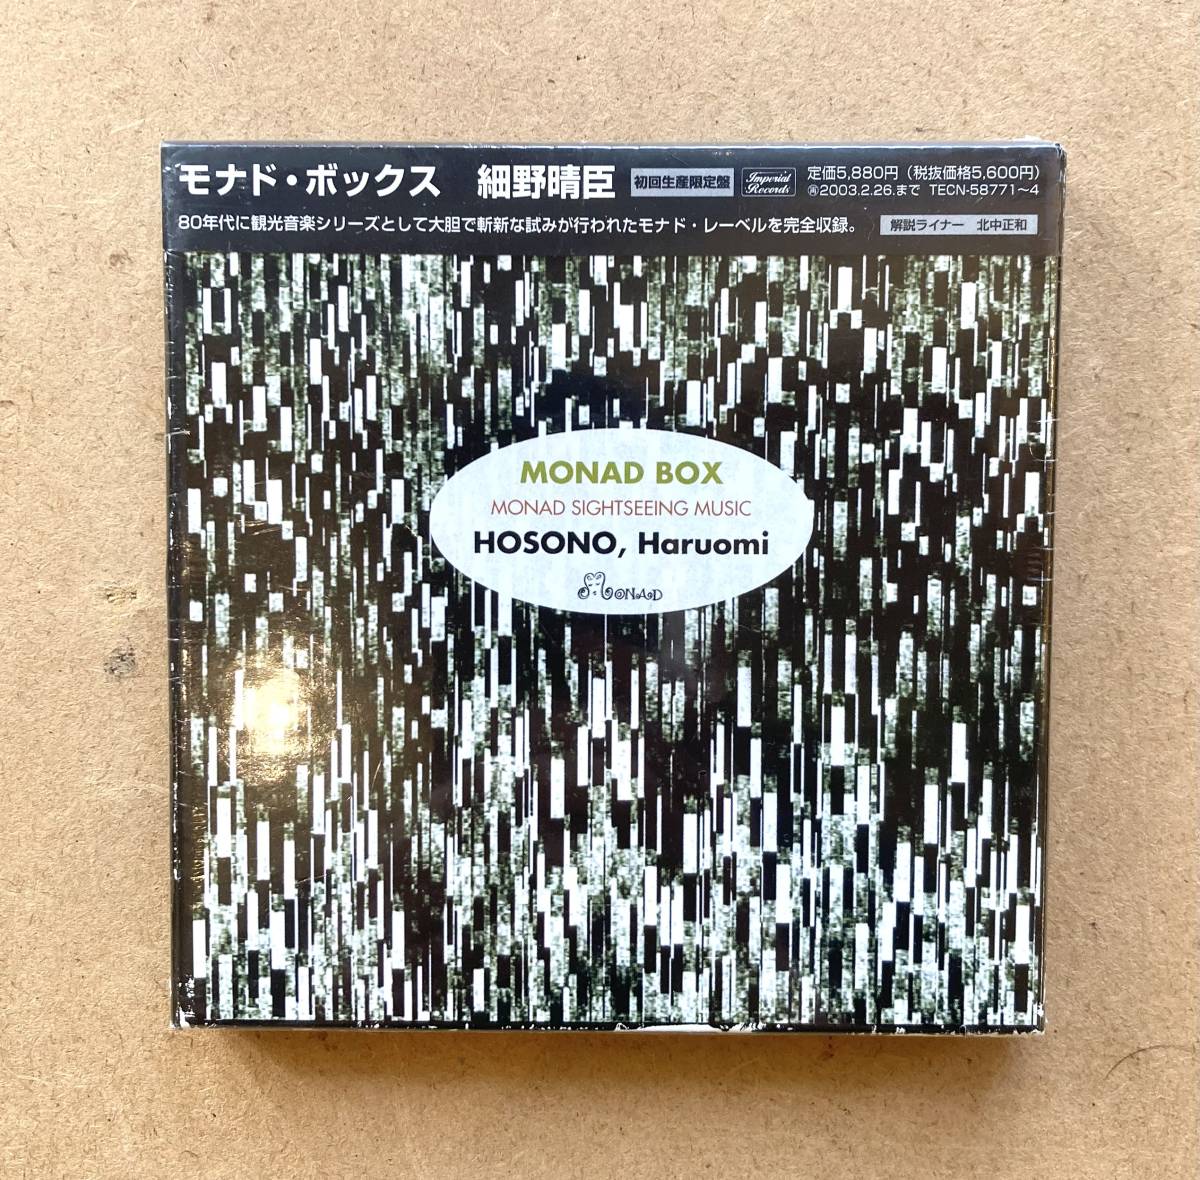 モナド・ボックス 細野晴臣 初回生産限定盤 Imperial Records 定価5,880円（税抜価格5,600円）
㊐2003.2.26.まで TECN-58771〜4
80年代に観光音楽シリーズとして大胆で斬新な試みが行われたモナド・レーベルを完全収録。 解説ライナー 北中正和
MONAD BOX
MONAD SIGHTSEEING MUSIC
HOSONO, Haruomi
MONAD